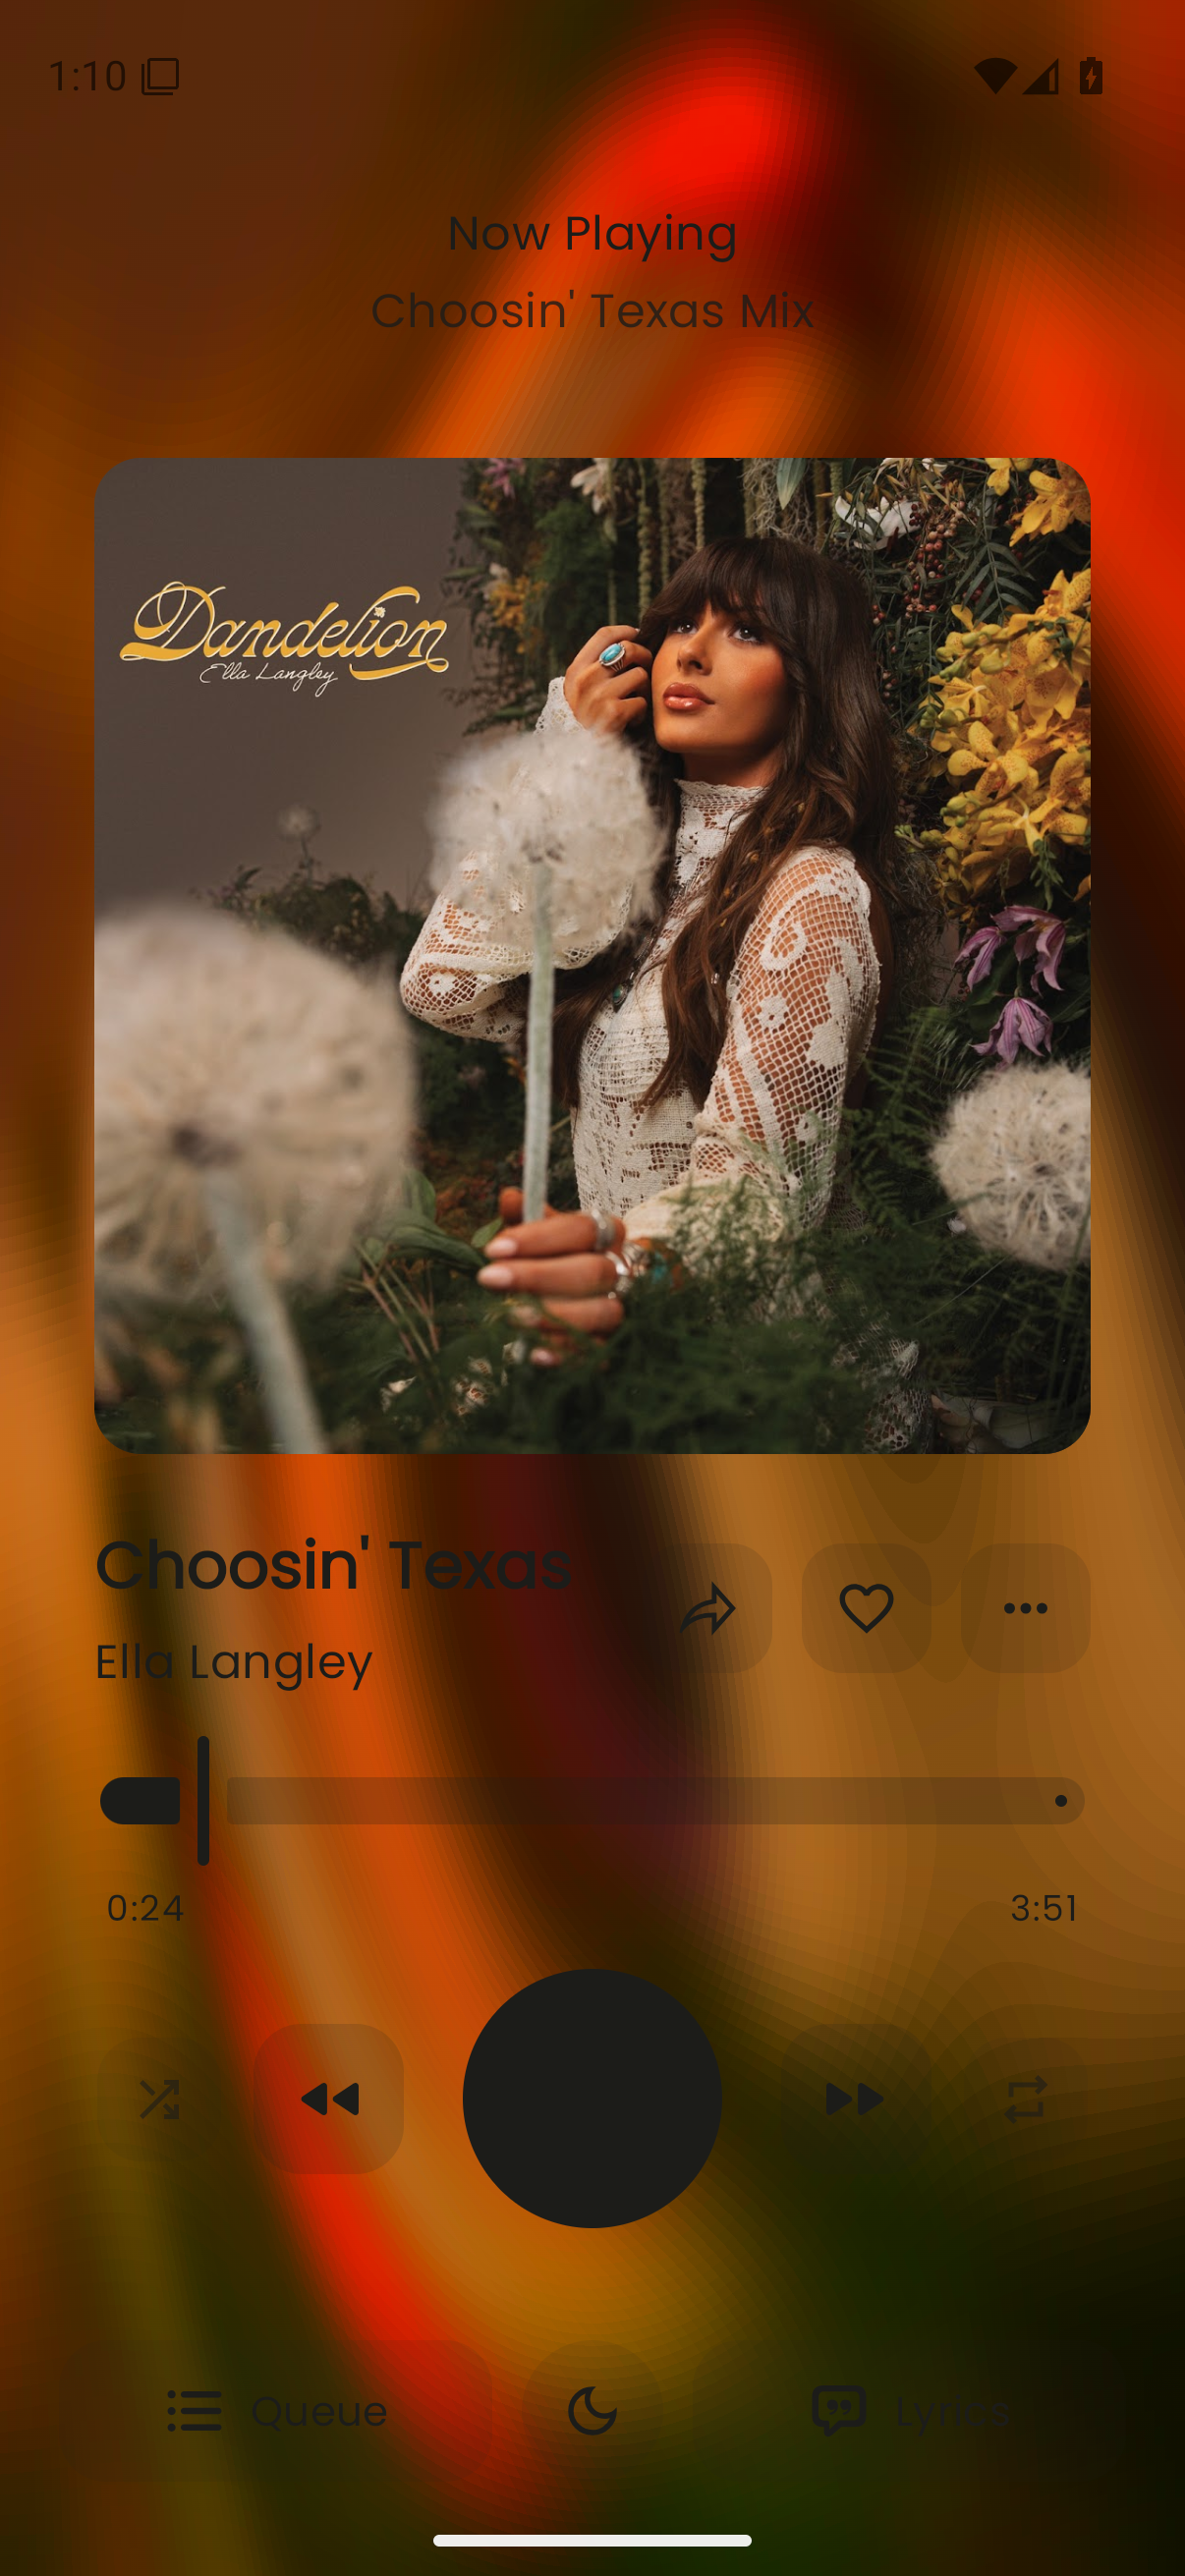 1:10
Now Playing
Choosin' Texas Mix
Dandelion
Ella Langley
Choosin' Texas
Ella Langley
0:24
3:51
Queue
Lyrics